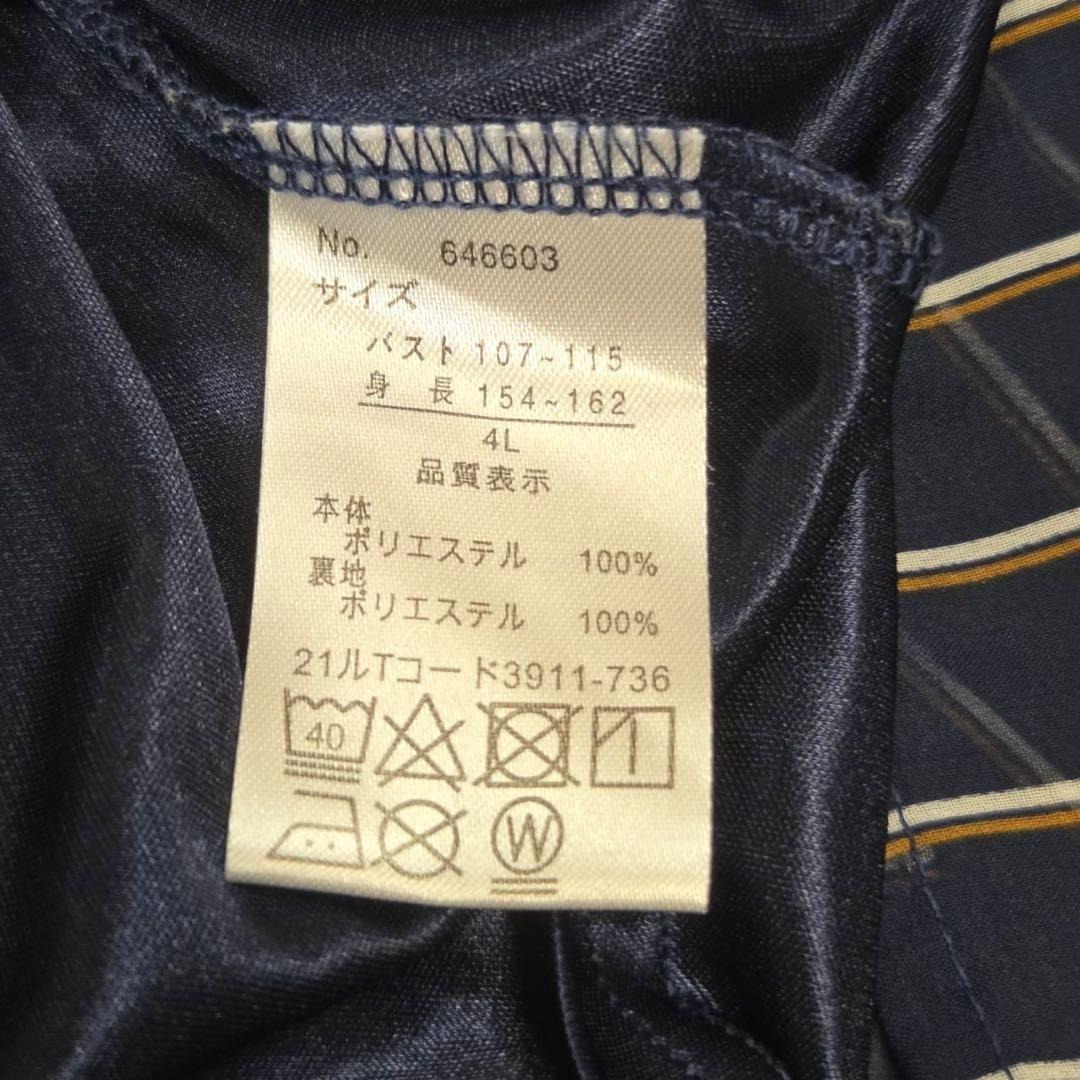 No. 646603
サイズ
バスト 107~115
身 長 154~162
4L
品質表示
本体
ポリエステル 100%
裏地
ポリエステル 100%
21ルTコード3911-736
40
W